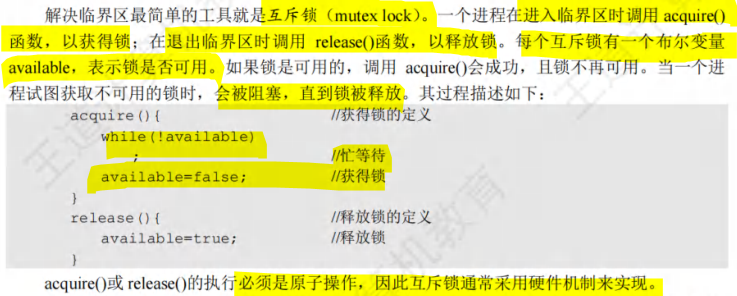 解决临界区最简单的工具就是互斥锁（mutex lock）。一个进程在进入临界区时调用 acquire()
函数，以获得锁；在退出临界区时调用 release()函数，以释放锁。每个互斥锁有一个布尔变量
available，表示锁是否可用。如果锁是可用的，调用 acquire()会成功，且锁不再可用。当一个进
程试图获取不可用的锁时，会被阻塞，直到锁被释放。其过程描述如下：
acquire(){ //获得锁的定义
while(!available)
; //忙等待
available=false; //获得锁
}
release(){ //释放锁的定义
available=true; //释放锁
}
acquire()或 release()的执行必须是原子操作，因此互斥锁通常采用硬件机制来实现。